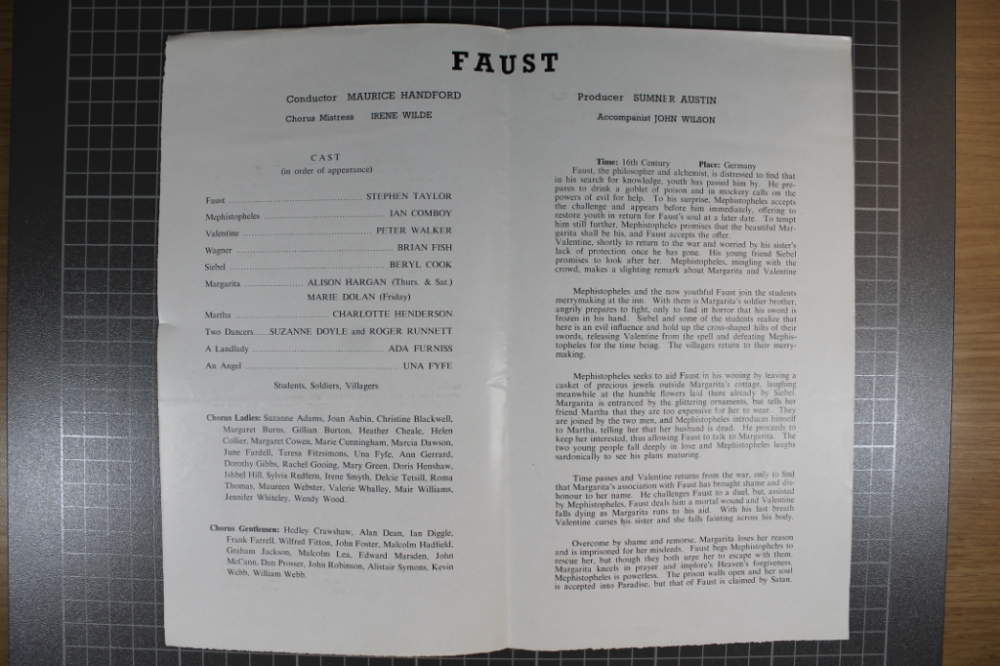 FAUST
Conductor MAURICE HANDFORD
Chorus Mistress IRENE WILDE
CAST
(in order of appearance)
Faust STEPHEN TAYLOR
Mephistopheles IAN COMBOY
Valentine PETER WALKER
Wagner BRIAN FISH
Siebel BERYL COOK
Margarita ALISON HARGAN (Thurs. & Sat.)
MARIE DOLAN (Friday)
Martha CHARLOTTE HENDERSON
Two Dancers SUZANNE DOYLE and ROGER RUNNETT
A Landlady ADA FURNISS
An Angel UNA FYFE
Students, Soldiers, Villagers
Chorus Ladies: Suzanne Adams, Joan Aubin, Christine Blackwell,
Margaret Burns, Gillian Burton, Heather Cheale, Helen
Collier, Margaret Cowen, Marie Cunningham, Marcia Dawson,
June Fardell, Teresa Fitzsimons, Una Fyfe, Ann Gerrard,
Dorothy Gibbs, Rachel Gooing, Mary Green, Doris Henshaw,
Ishbel Hill, Sylvia Redfern, Irene Smyth, Delcie Tetsill, Roma
Thomas, Maureen Webster, Valerie Whalley, Mair Williams,
Jennifer Whiteley, Wendy Wood.
Chorus Gentlemen: Hedley Crawshaw, Alan Dean, Ian Diggle,
Frank Farrell, Wilfred Fitton, John Foster, Malcolm Hadfield,
Graham Jackson, Malcolm Lea, Edward Marsden, John
McCann, Dan Prosser, John Robinson, Alistair Symons, Kevin
Webb, William Webb.
Producer SUMNER AUSTIN
Accompanist JOHN WILSON
Time: 16th Century Place: Germany
Faust, the philosopher and alchemist, is distressed to find that
in his search for knowledge, youth has passed him by. He pre-
pares to drink a goblet of poison and in mockery calls on the
powers of evil for help. To his surprise, Mephistopheles accepts
the challenge and appears before him immediately, offering to
restore youth in return for Faust's soul at a later date. To tempt
him still further, Mephistopheles promises that the beautiful Mar-
garita shall be his, and Faust accepts the offer.
Valentine, shortly to return to the war and worried by his sister's
lack of protection once he has gone. His young friend Siebel
promises to look after her. Mephistopheles, mingling with the
crowd, makes a slighting remark about Margarita and Valentine
Mephistopheles and the now youthful Faust join the students
merrymaking at the inn. With them is Margarita's soldier brother,
angrily prepares to fight, only to find in horror that his sword is
frozen in his hand. Siebel and some of the students realize that
here is an evil influence and hold up the cross-shaped hilts of their
swords, releasing Valentine from the spell and defeating Mephis-
topheles for the time being. The villagers return to their merry-
making.
Mephistopheles seeks to aid Faust in his wooing by leaving a
casket of precious jewels outside Margarita's cottage, laughing
meanwhile at the humble flowers laid there already by Siebel.
Margarita is entranced by the glittering ornaments, but tells her
friend Martha that they are too expensive for her to wear. They
are joined by the two men, and Mephistopheles introduces himself
to Martha, telling her that her husband is dead. He proceeds to
keep her interested, thus allowing Faust to talk to Margarita. The
two young people fall deeply in love and Mephistopheles laughs
sardonically to see his plans maturing.
Time passes and Valentine returns from the war, only to find
that Margarita's association with Faust has brought shame and dis-
honour to her name. He challenges Faust to a duel, but, assisted
by Mephistopheles, Faust deals him a mortal wound and Valentine
falls dying as Margarita runs to his aid. With his last breath
Valentine curses his sister and she falls fainting across his body.
Overcome by shame and remorse, Margarita loses her reason
and is imprisoned for her misdeeds. Faust begs Mephistopheles to
rescue her, but though they both urge her to escape with them,
Margarita kneels in prayer and implore's Heaven's forgiveness.
Mephistopheles is powerless. The prison walls open and her soul
is accepted into Paradise, but that of Faust is claimed by Satan.